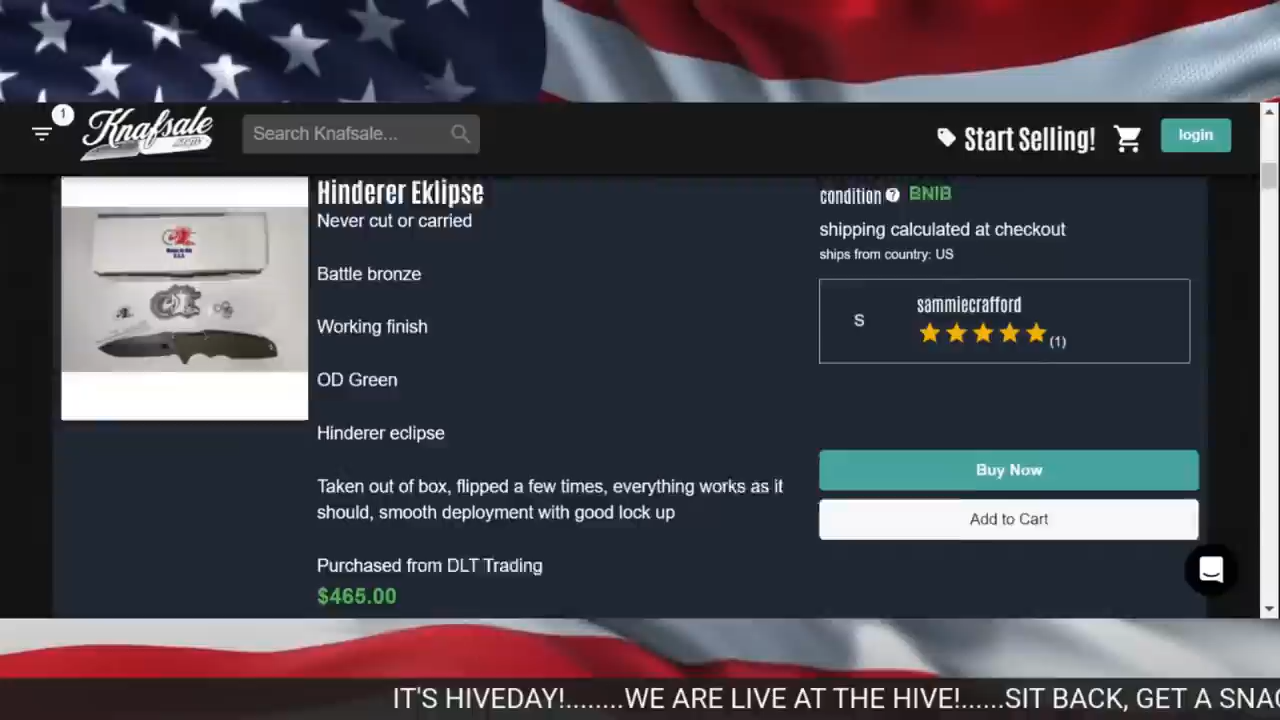 1
Knafsale
Search Knafsale...
Start Selling!
login
Hinderer Eklipse
Never cut or carried
Battle bronze
Working finish
OD Green
Hinderer eclipse
Taken out of box, flipped a few times, everything works as it
should, smooth deployment with good lock up
Purchased from DLT Trading
$465.00
condition ? BNIB
shipping calculated at checkout
ships from country: US
S
sammiecrafford
(1)
Buy Now
Add to Cart
IT'S HIVEDAY!........WE ARE LIVE AT THE HIVE!......SIT BACK, GET A SNAC